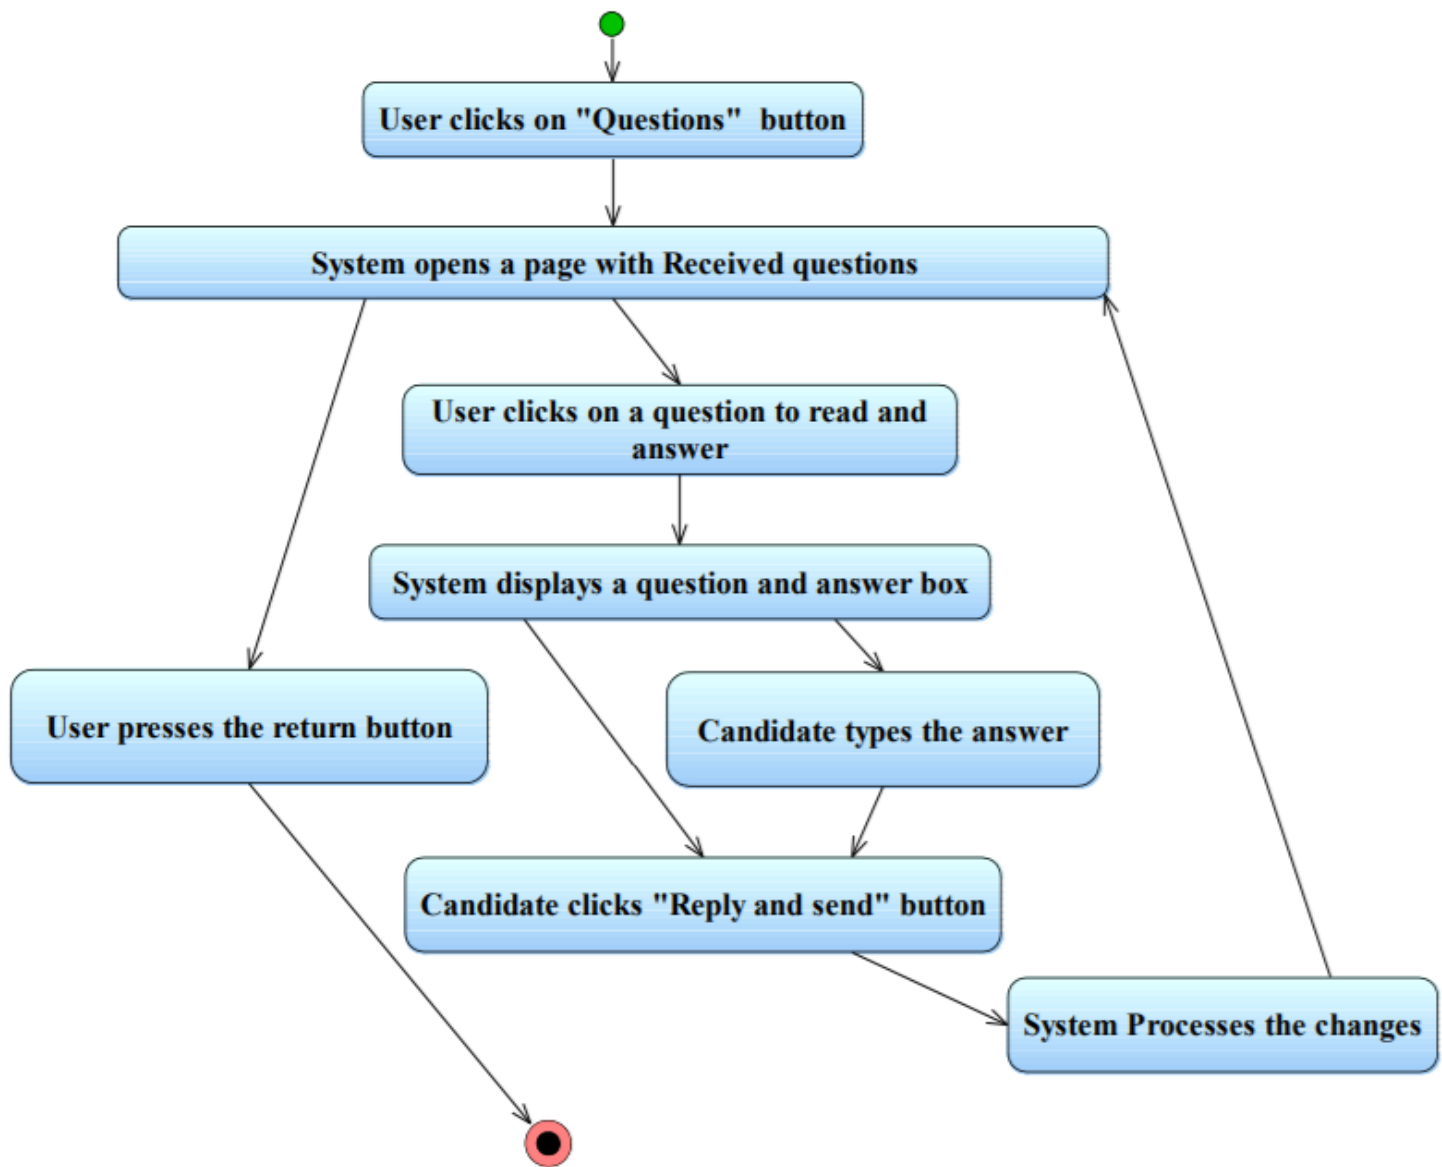 User clicks on "Questions"  button
System opens a page with Received questions
User clicks on a question to read and
answer
System displays a question and answer box
User presses the return button
Candidate types the answer
Candidate clicks "Reply and send" button
System Processes the changes